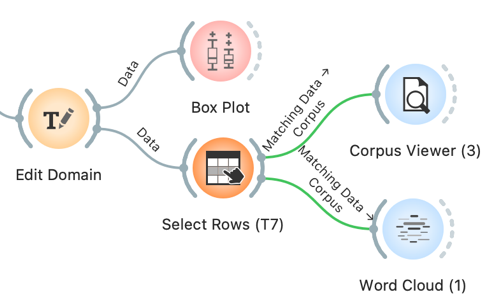 Data
Box Plot
T
Edit Domain
Data
Select Rows (T7)
Matching Data →
Corpus
Corpus Viewer (3)
Matching Data →
Corpus
Word Cloud (1)